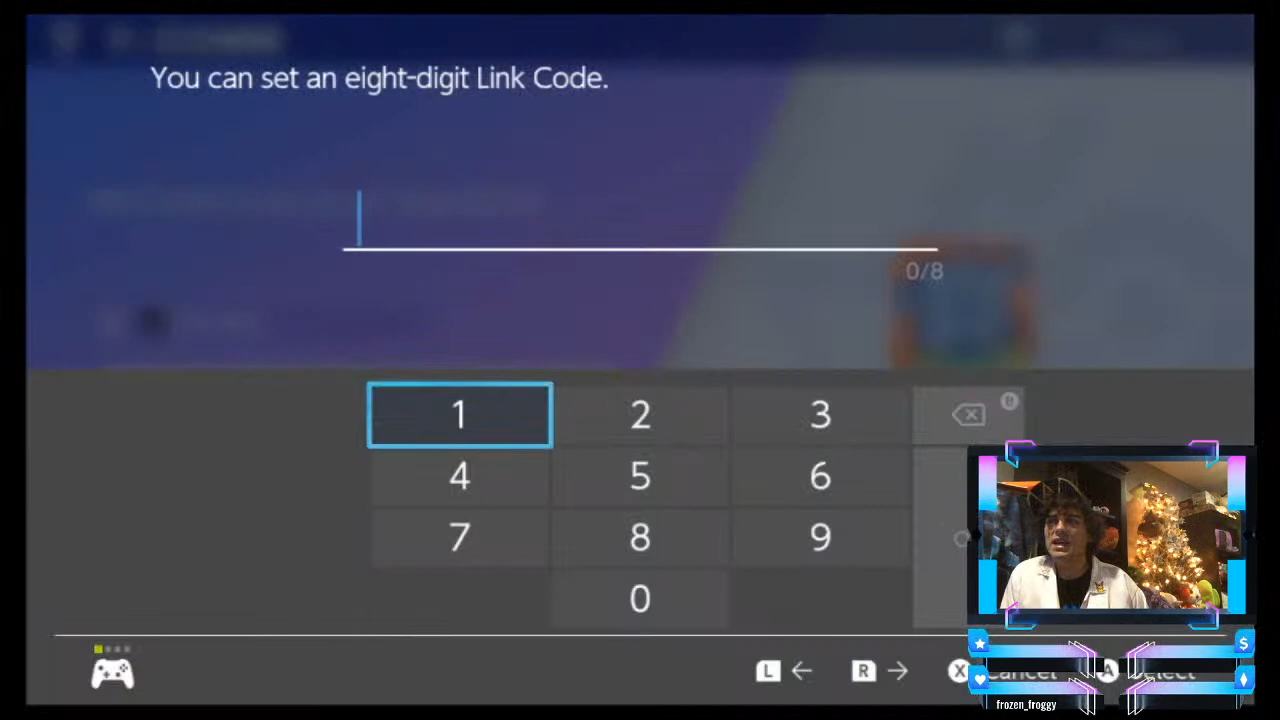 You can set an eight-digit Link Code.
0/8
1 2 3
4 5 6
7 8 9
0
L ← R → X Cancel A
frozen_froggy